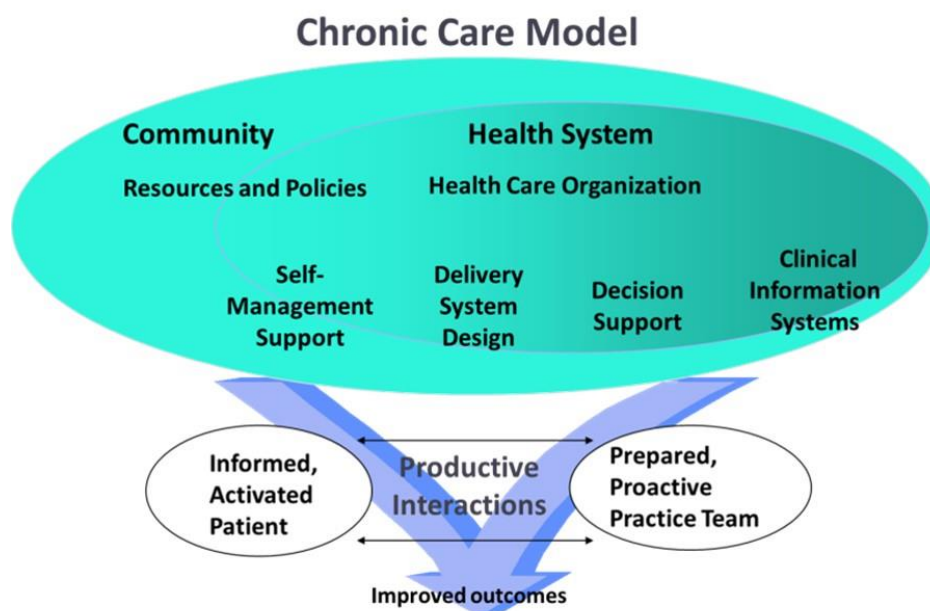 Chronic Care Model
Community
Health System
Resources and Policies
Health Care Organization
Self-
Management
Support
Delivery
System
Design
Decision
Support
Clinical
Information
Systems
Informed,
Activated
Patient
Productive
Interactions
Prepared,
Proactive
Practice Team
Improved outcomes